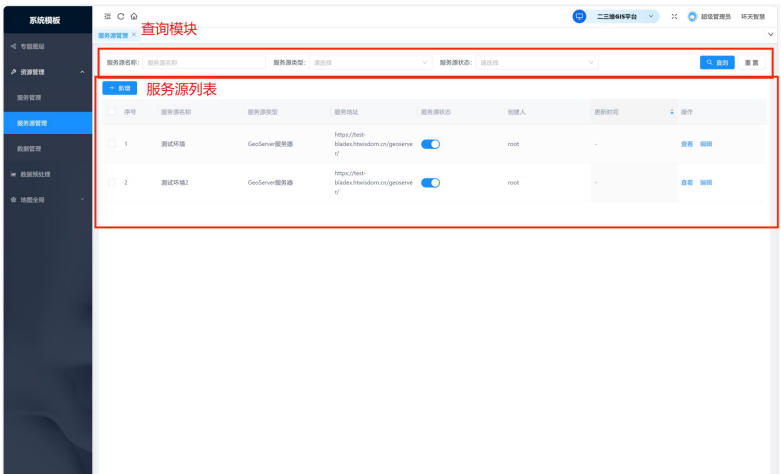 系统模板
二三维GIS平台
超级管理员
环天智慧
服务源管理 ×
查询模块
专题图层
资源管理
服务管理
服务源管理
数据管理
数据预处理
地图全局
服务源名称: 服务源名称
服务源类型: 请选择
服务源状态: 请选择
查询
重置
+ 新增
服务源列表
序号 服务源名称 服务源类型 服务地址 服务源状态 创建人 更新时间 操作
1 测试环境 GeoServer服务器 https://test-
bladex.htwisdom.cn/geoserve
r/
root - 查看 编辑
2 测试环境2 GeoServer服务器 https://test-
bladex.htwisdom.cn/geoserve
r/
root - 查看 编辑